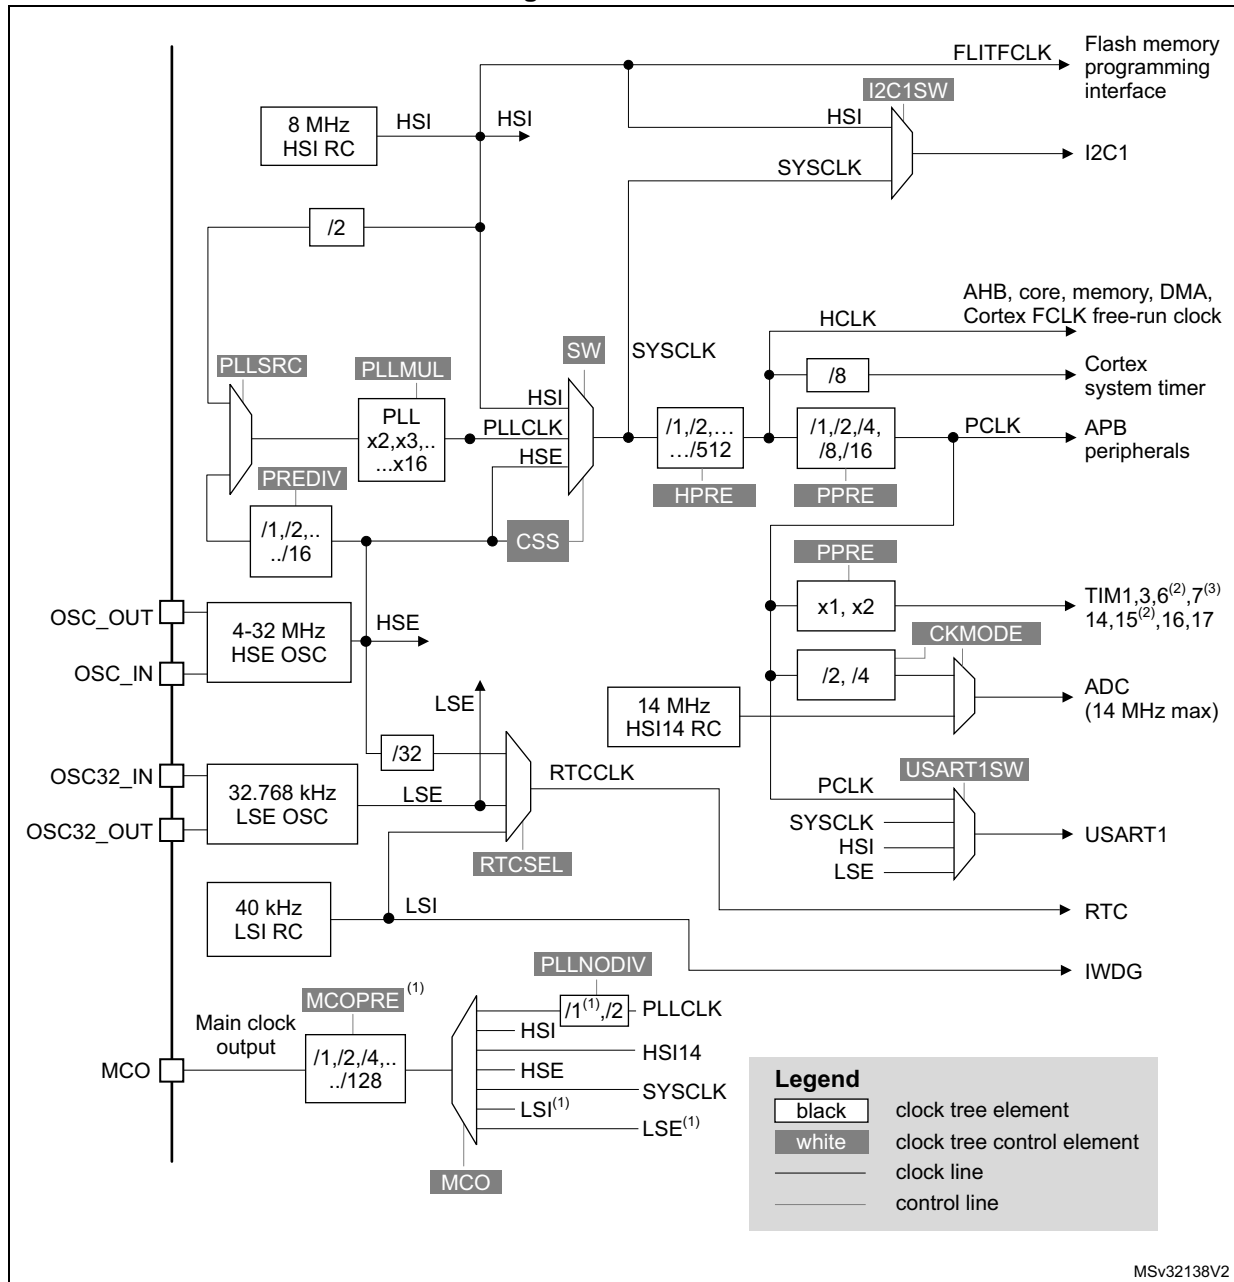 FLITFCLK
Flash memory
programming
interface
I2C1SW
8 MHz
HSI RC
HSI
HSI
HSI
I2C1
SYSCLK
/2
AHB, core, memory, DMA,
Cortex FCLK free-run clock
HCLK
SW
SYSCLK
PLLSRC
PLLMUL
/8
Cortex
system timer
HSI
PLL
x2,x3,..
...x16
PLLCLK
/1,/2,...
.../512
/1,/2,/4,
/8,/16
PCLK
APB
peripherals
HSE
PREDIV
HPRE
PPRE
/1,/2,..
../16
CSS
PPRE
OSC_OUT
4-32 MHz
HSE OSC
HSE
x1, x2
TIM1,3,6(2),7(3)
14,15(2),16,17
CKMODE
OSC_IN
/2, /4
ADC
(14 MHz max)
LSE
14 MHz
HSI14 RC
/32
OSC32_IN
RTCCLK
USART1SW
32.768 kHz
LSE OSC
LSE
PCLK
SYSCLK
OSC32_OUT
USART1
HSI
RTCSEL
LSE
40 kHz
LSI RC
LSI
RTC
PLLNODIV
IWDG
MCOPRE (1)
/1(1),/2
PLLCLK
Main clock
output
HSI
/1,/2,/4,..
../128
HSI14
MCO
HSE
SYSCLK
LSI(1)
LSE(1)
MCO
Legend
black
clock tree element
white
clock tree control element
clock line
control line
MSv32138V2